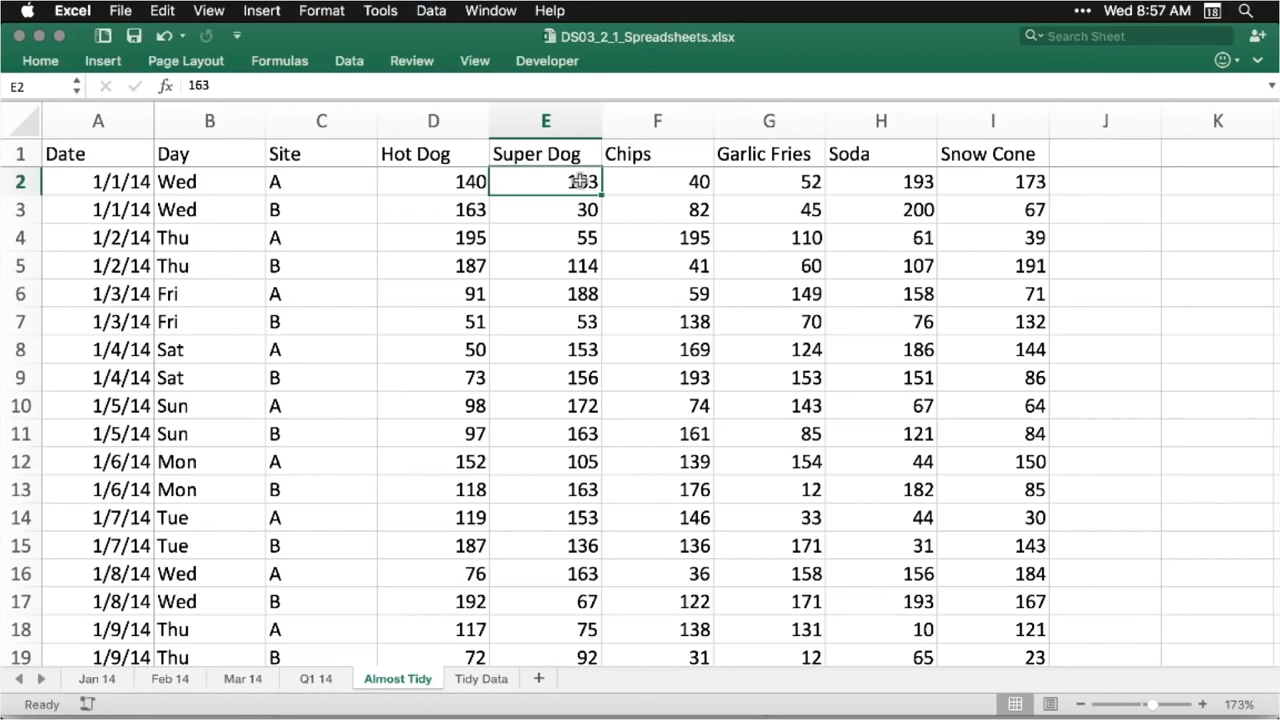 Excel File Edit View Insert Format Tools Data Window Help ••• Wed 8:57 AM 18
DS03_2_1_Spreadsheets.xlsx Search Sheet
Home Insert Page Layout Formulas Data Review View Developer
E2 fx 163
A B C D E F G H I J K
1 Date Day Site Hot Dog Super Dog Chips Garlic Fries Soda Snow Cone
2 1/1/14 Wed A 140 163 40 52 193 173
3 1/1/14 Wed B 163 30 82 45 200 67
4 1/2/14 Thu A 195 55 195 110 61 39
5 1/2/14 Thu B 187 114 41 60 107 191
6 1/3/14 Fri A 91 188 59 149 158 71
7 1/3/14 Fri B 51 53 138 70 76 132
8 1/4/14 Sat A 50 153 169 124 186 144
9 1/4/14 Sat B 73 156 193 153 151 86
10 1/5/14 Sun A 98 172 74 143 67 64
11 1/5/14 Sun B 97 163 161 85 121 84
12 1/6/14 Mon A 152 105 139 154 44 150
13 1/6/14 Mon B 118 163 176 12 182 85
14 1/7/14 Tue A 119 153 146 33 44 30
15 1/7/14 Tue B 187 136 136 171 31 143
16 1/8/14 Wed A 76 163 36 158 156 184
17 1/8/14 Wed B 192 67 122 171 193 167
18 1/9/14 Thu A 117 75 138 131 10 121
19 1/9/14 Thu B 72 92 31 12 65 23
Jan 14 Feb 14 Mar 14 Q1 14 Almost Tidy Tidy Data +
Ready − + 173%